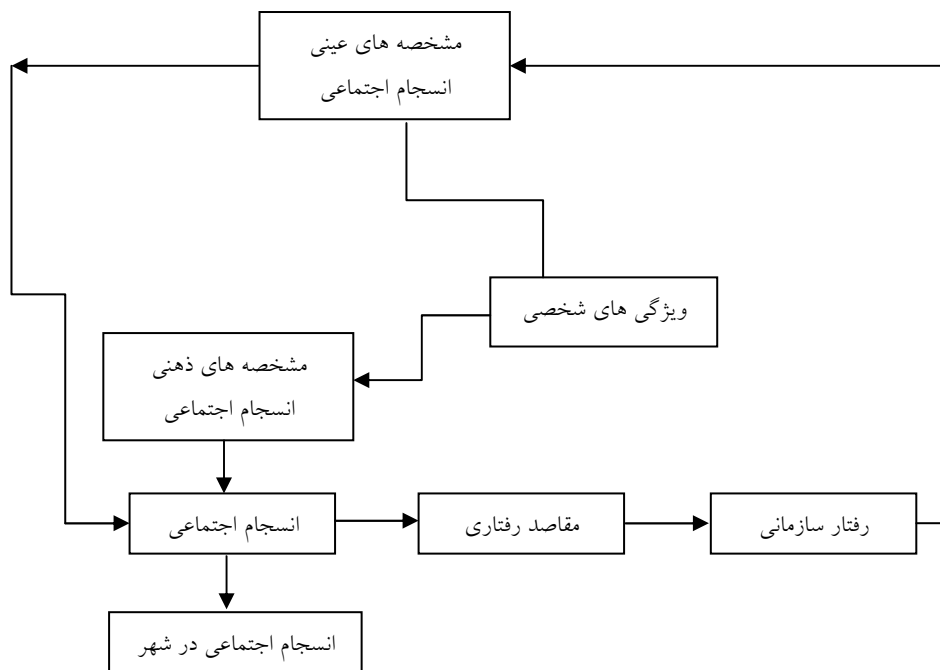 مشخصه های عینی
انسجام اجتماعی
ویژگی های شخصی
مشخصه های ذهنی
انسجام اجتماعی
رفتار سازمانی
مقاصد رفتاری
انسجام اجتماعی
انسجام اجتماعی در شهر